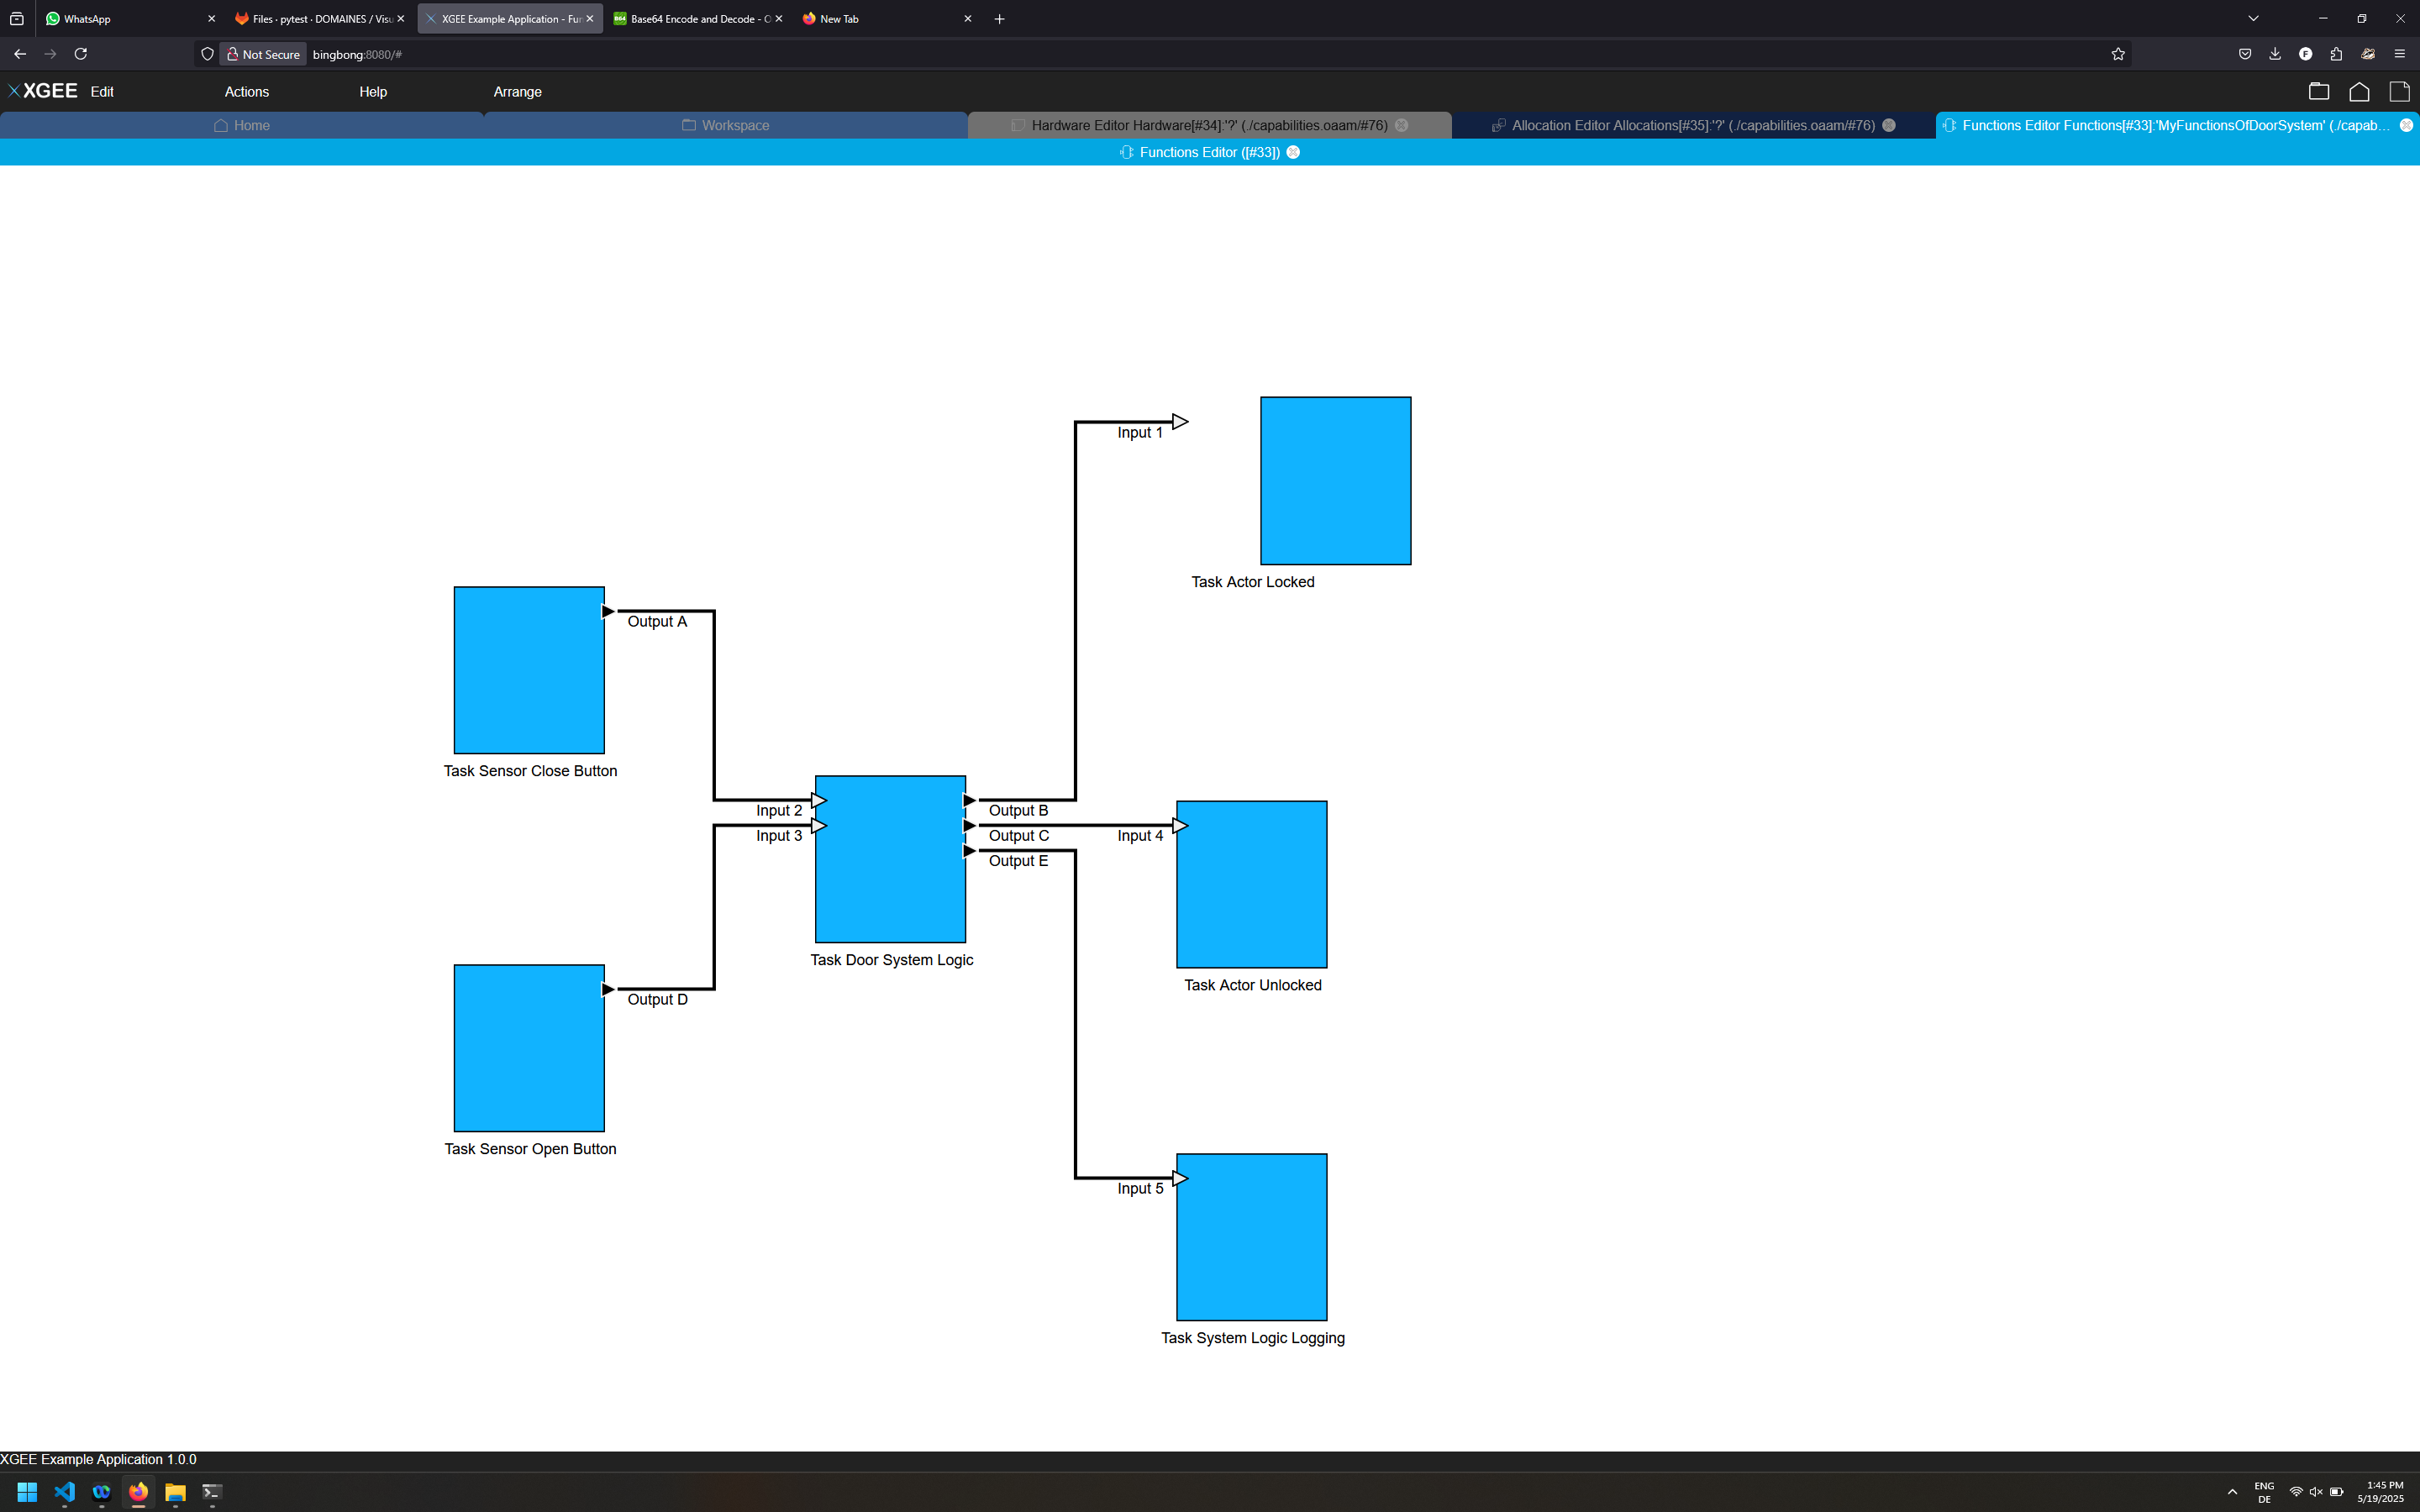 WhatsApp
Files · pytest · DOMAINES / Visu
XGEE Example Application - Fun
B64 Base64 Encode and Decode - O
New Tab
Not Secure bingbong:8080/#
XGEE Edit Actions Help Arrange
Home
Workspace
Hardware Editor Hardware[#34]:'?' (./capabilities.oaam/#76)
Allocation Editor Allocations[#35]:'?' (./capabilities.oaam/#76)
Functions Editor Functions[#33]:'MyFunctionsOfDoorSystem' (./capab...
Functions Editor ([#33])
Input 1
Task Actor Locked
Output A
Task Sensor Close Button
Input 2
Input 3
Output B
Output C
Output E
Input 4
Task Door System Logic
Task Actor Unlocked
Output D
Task Sensor Open Button
Input 5
Task System Logic Logging
XGEE Example Application 1.0.0
ENG
DE
1:45 PM
5/19/2025